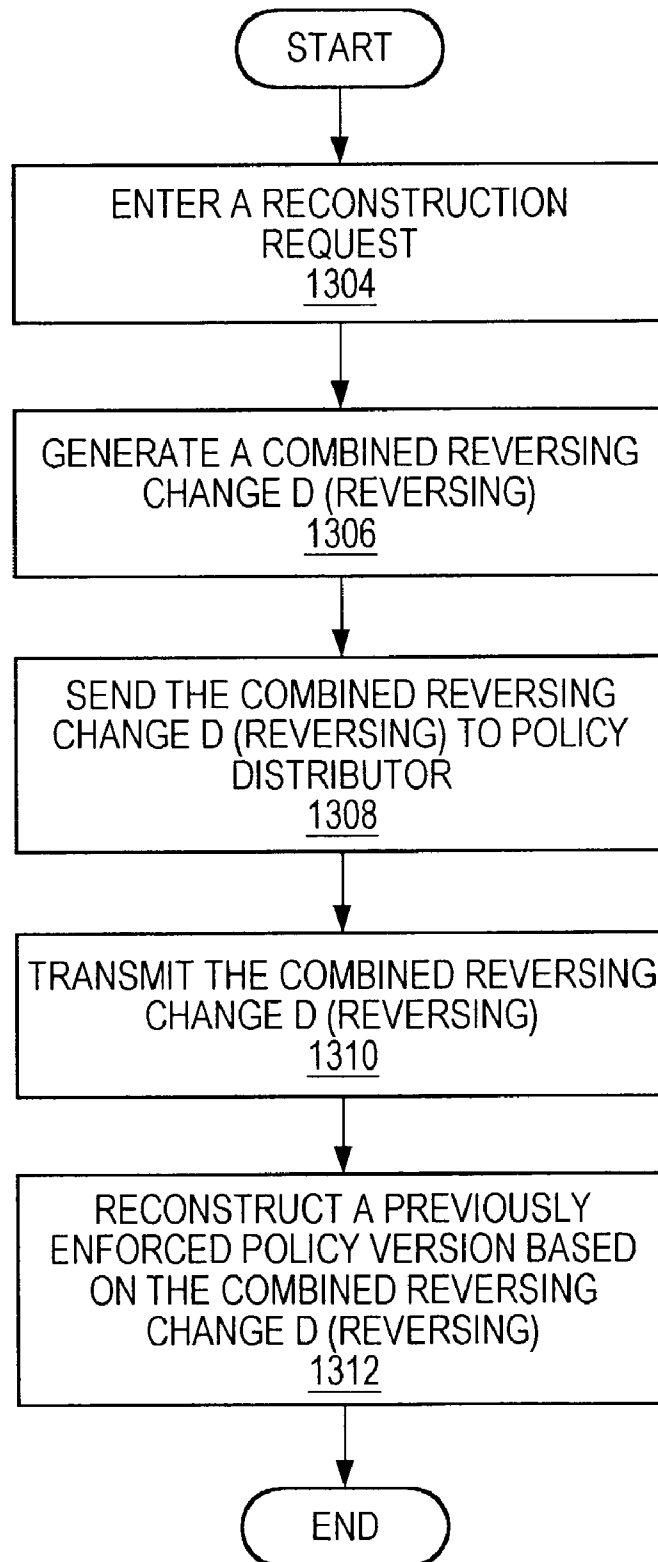 START
ENTER A RECONSTRUCTION
REQUEST
1304
GENERATE A COMBINED REVERSING
CHANGE D (REVERSING)
1306
SEND THE COMBINED REVERSING
CHANGE D (REVERSING) TO POLICY
DISTRIBUTOR
1308
TRANSMIT THE COMBINED REVERSING
CHANGE D (REVERSING)
1310
RECONSTRUCT A PREVIOUSLY
ENFORCED POLICY VERSION BASED
ON THE COMBINED REVERSING
CHANGE D (REVERSING)
1312
END